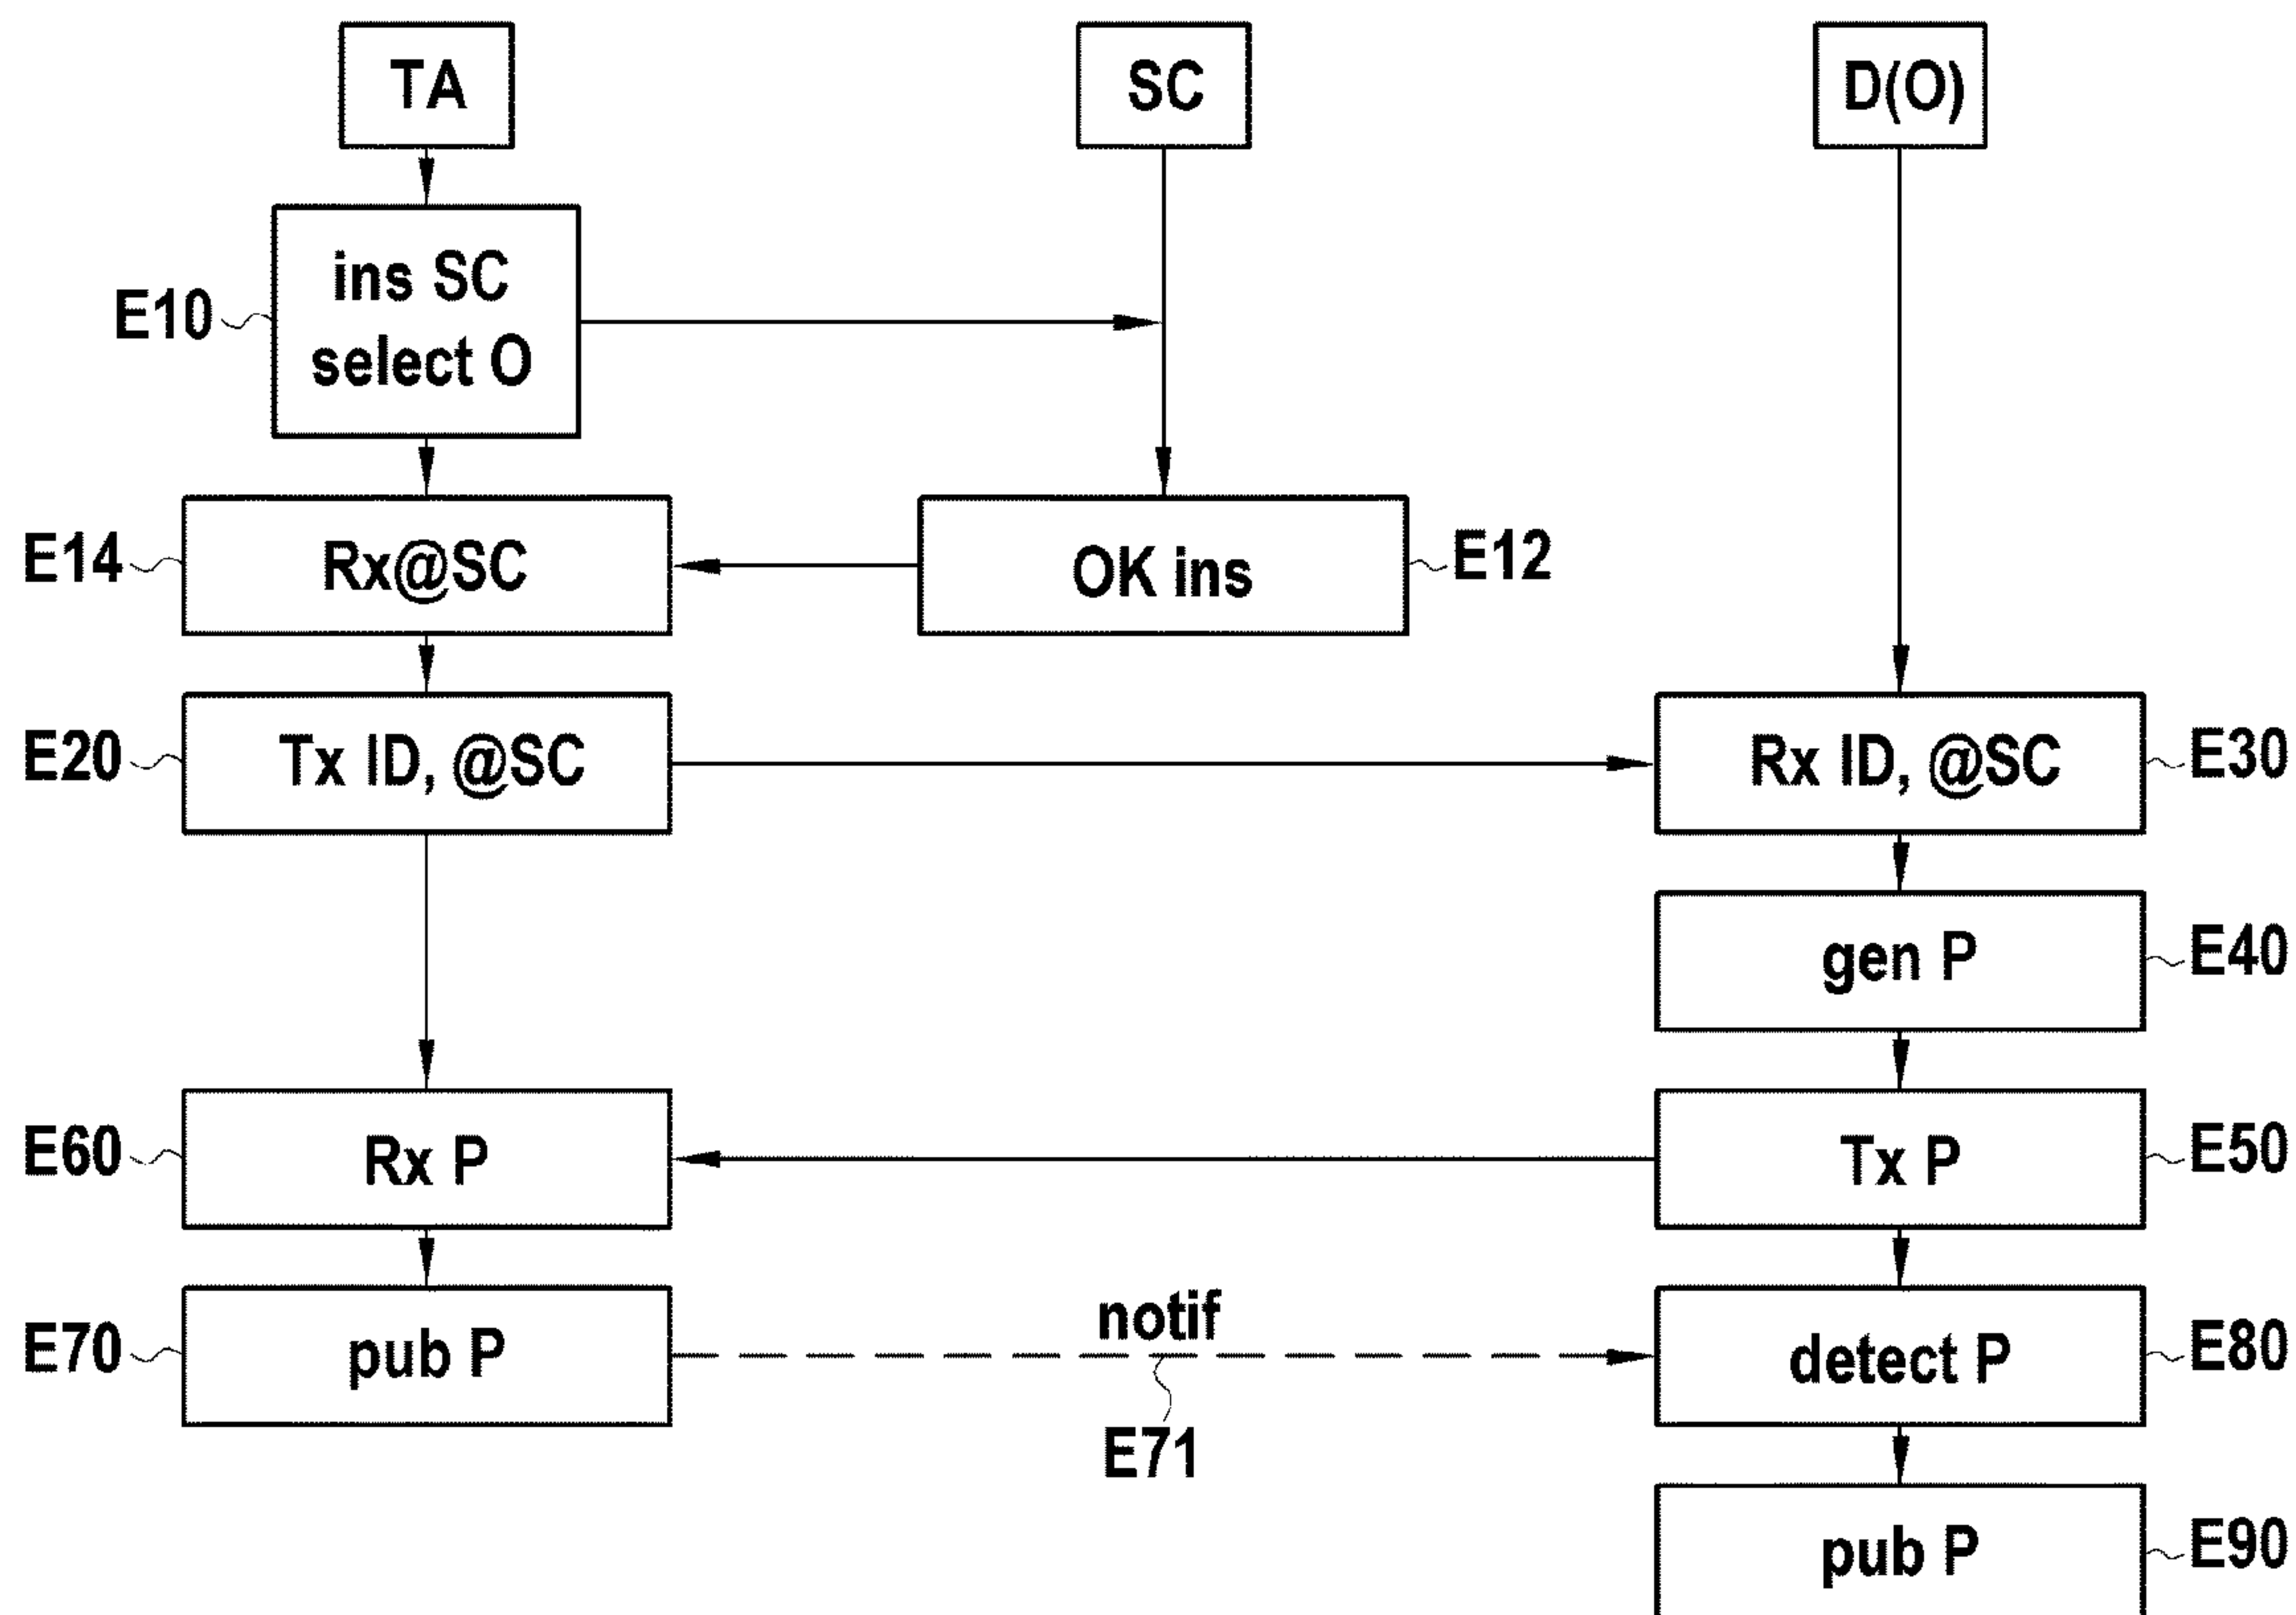 TA
SC
D(O)
ins SC
select O
E10
E14
Rx@SC
OK ins
E12
E20
Tx ID, @SC
Rx ID, @SC
E30
gen P
E40
E60
Rx P
Tx P
E50
E70
pub P
notif
E71
detect P
E80
pub P
E90